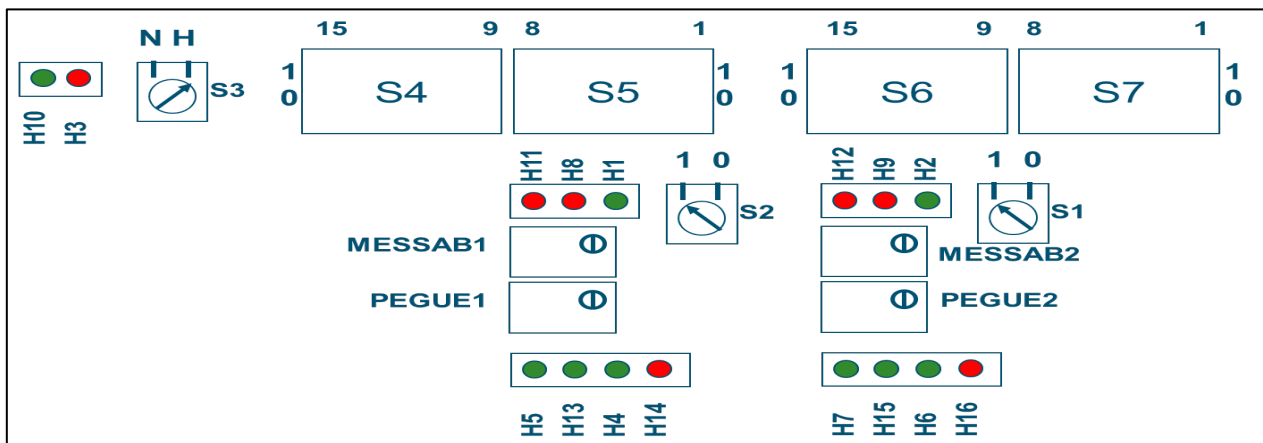 15 9 8 1 15 9 8 1
N H
1 0 S4 S5 1 0 1 0 S6 S7 1 0
S3
H10 H3
H11 H8 H1 1 0 H12 H9 H2 1 0
S2 S1
MESSAB1 MESSAB2
PEGUE1 PEGUE2
H5 H13 H4 H14 H7 H15 H6 H16